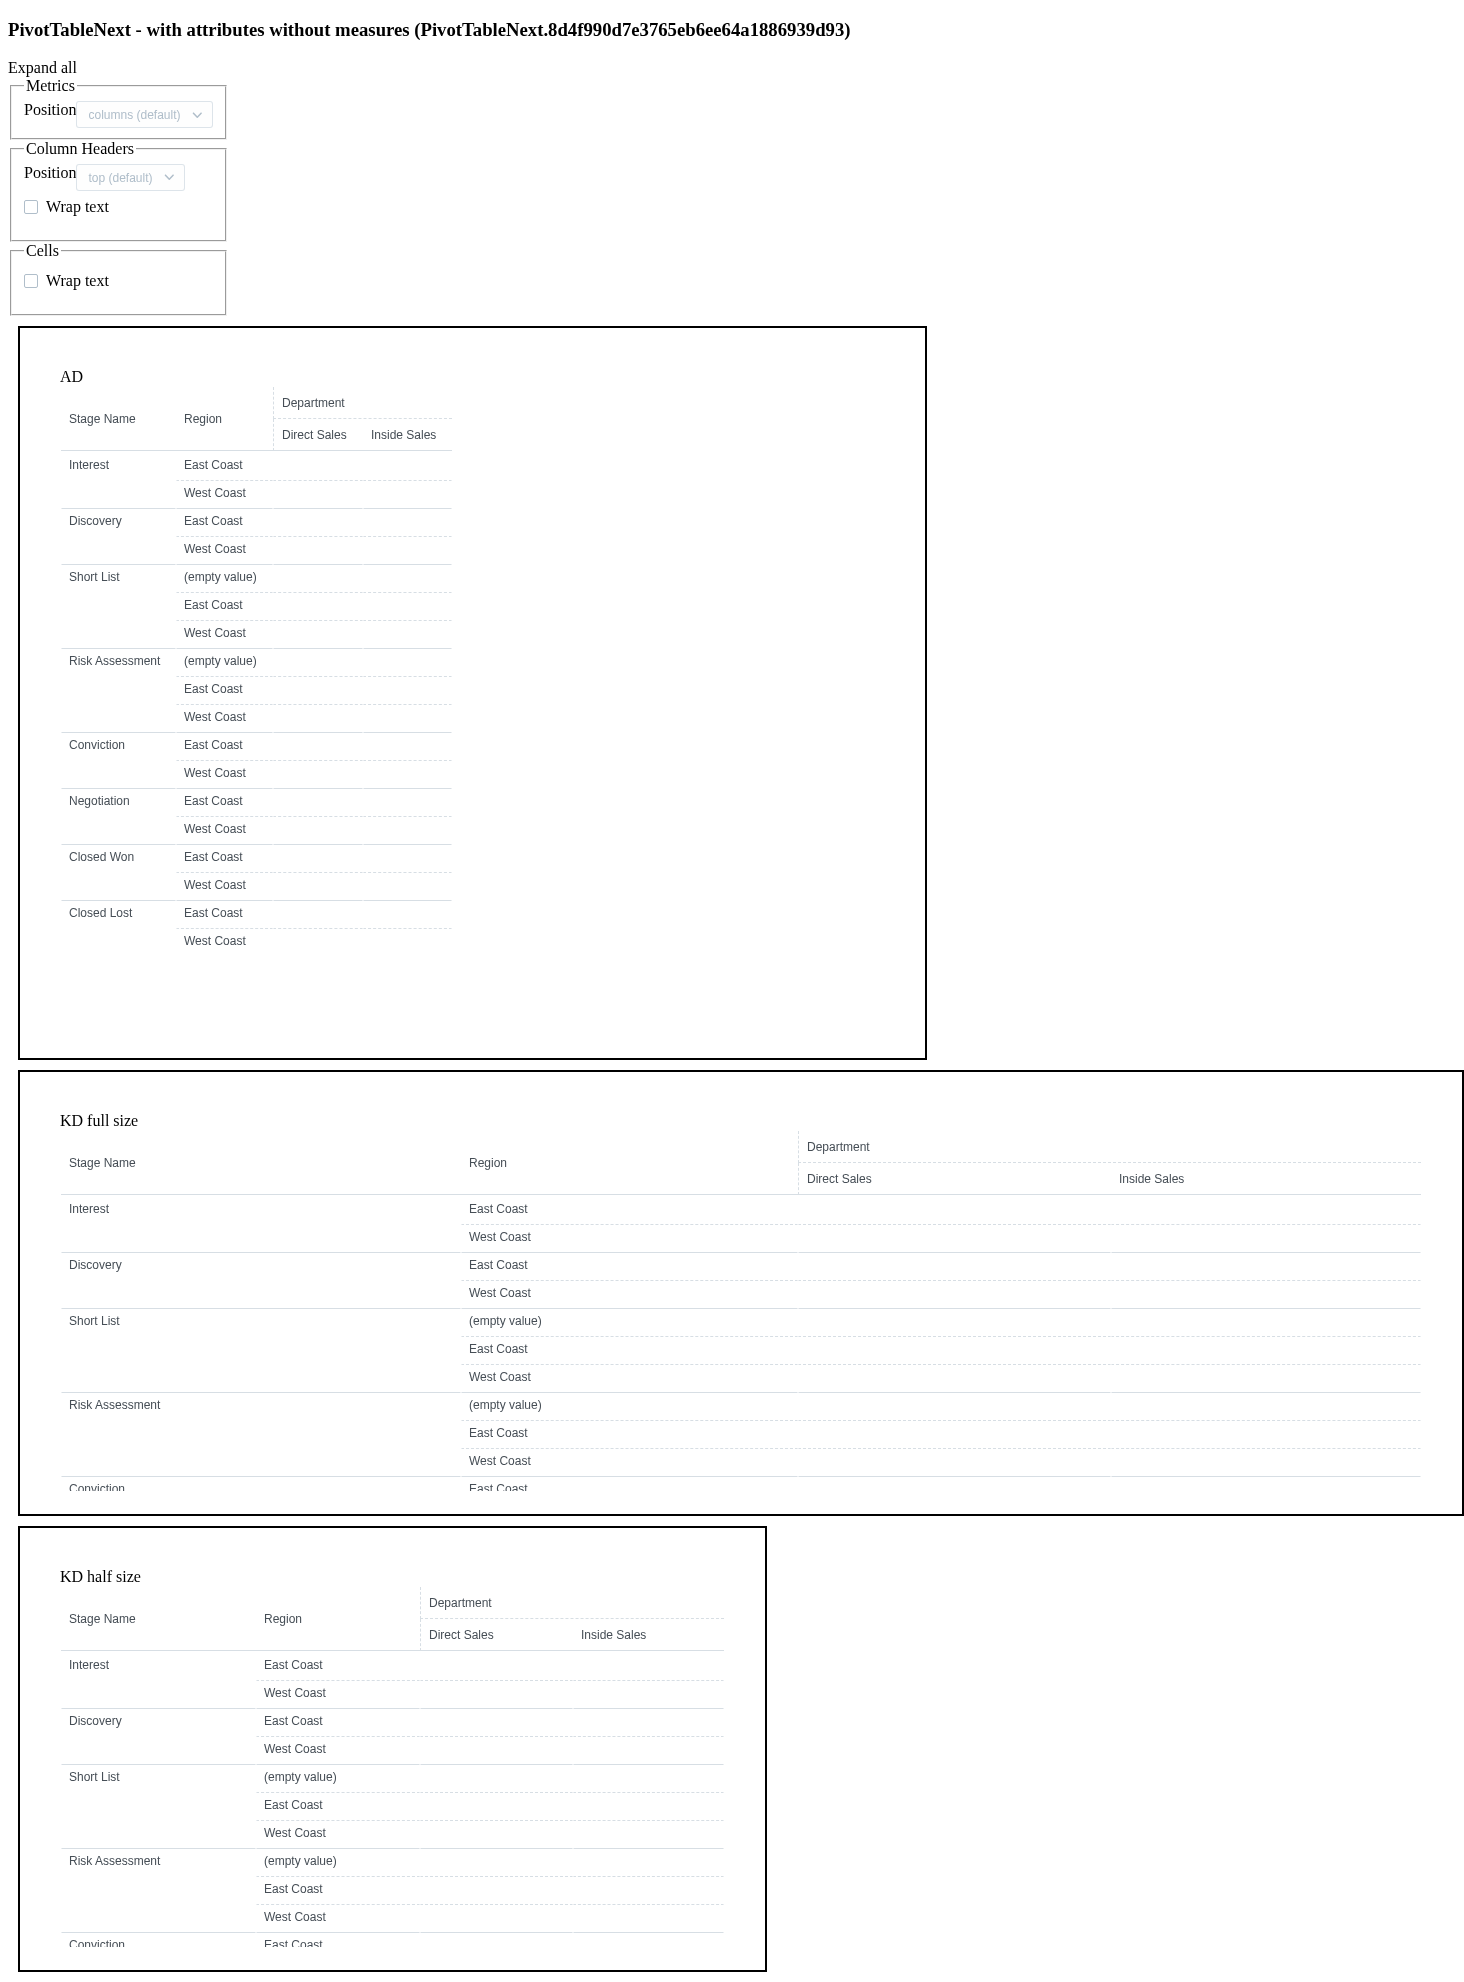 PivotTableNext - with attributes without measures (PivotTableNext.8d4f990d7e3765eb6ee64a1886939d93)
Expand all
Metrics
Position columns (default)
Column Headers
Position top (default)
Wrap text
Cells
Wrap text
AD
Department
Stage Name Region
Direct Sales Inside Sales
Interest East Coast
West Coast
Discovery East Coast
West Coast
Short List (empty value)
East Coast
West Coast
Risk Assessment (empty value)
East Coast
West Coast
Conviction East Coast
West Coast
Negotiation East Coast
West Coast
Closed Won East Coast
West Coast
Closed Lost East Coast
West Coast
KD full size
Department
Stage Name Region
Direct Sales Inside Sales
Interest East Coast
West Coast
Discovery East Coast
West Coast
Short List (empty value)
East Coast
West Coast
Risk Assessment (empty value)
East Coast
West Coast
Conviction East Coast
KD half size
Department
Stage Name Region
Direct Sales Inside Sales
Interest East Coast
West Coast
Discovery East Coast
West Coast
Short List (empty value)
East Coast
West Coast
Risk Assessment (empty value)
East Coast
West Coast
Conviction East Coast